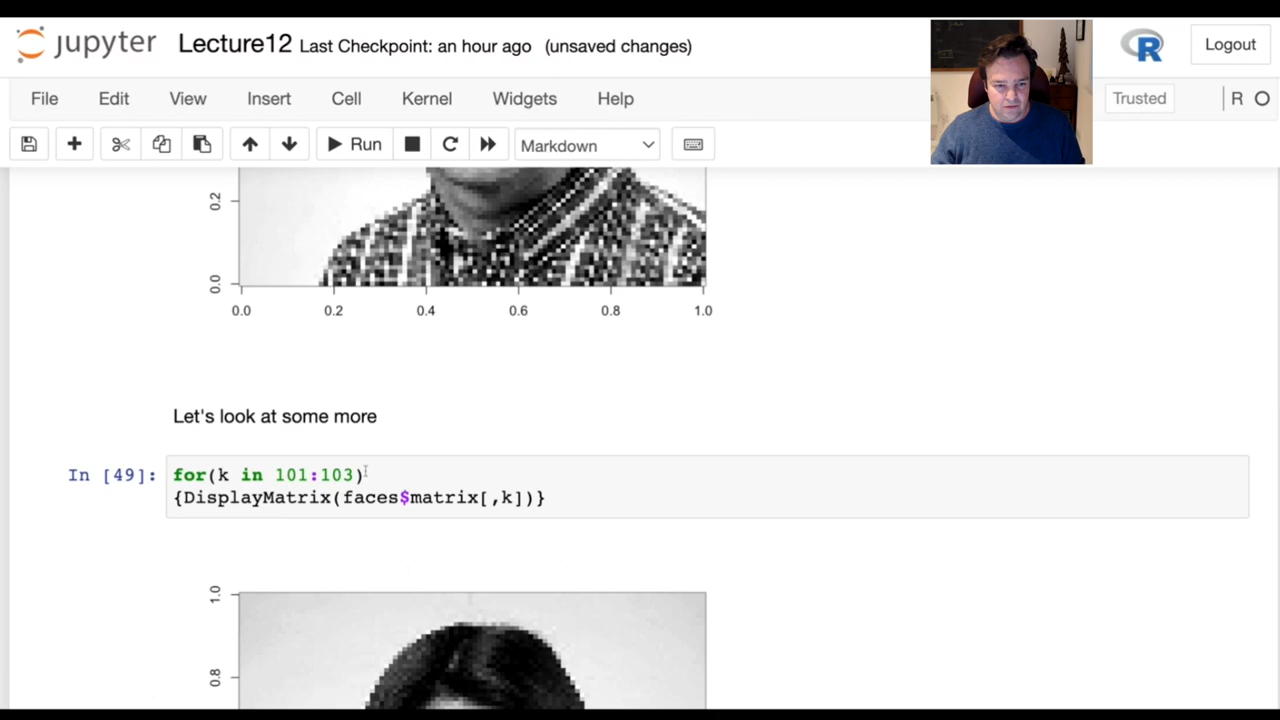 jupyter Lecture12 Last Checkpoint: an hour ago (unsaved changes) R Logout
File Edit View Insert Cell Kernel Widgets Help Trusted R
Run Markdown
0.2
0.0
0.0 0.2 0.4 0.6 0.8 1.0
Let's look at some more
In [49]: for(k in 101:103)
{DisplayMatrix(faces$matrix[,k])}
1.0
0.8